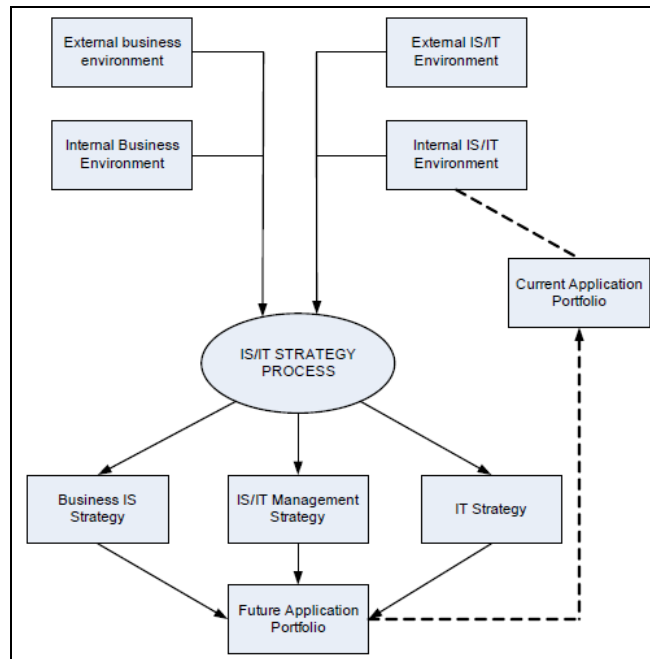 External business
environment
External IS/IT
Environment
Internal Business
Environment
Internal IS/IT
Environment
Current Application
Portfolio
IS/IT STRATEGY
PROCESS
Business IS
Strategy
IS/IT Management
Strategy
IT Strategy
Future Application
Portfolio